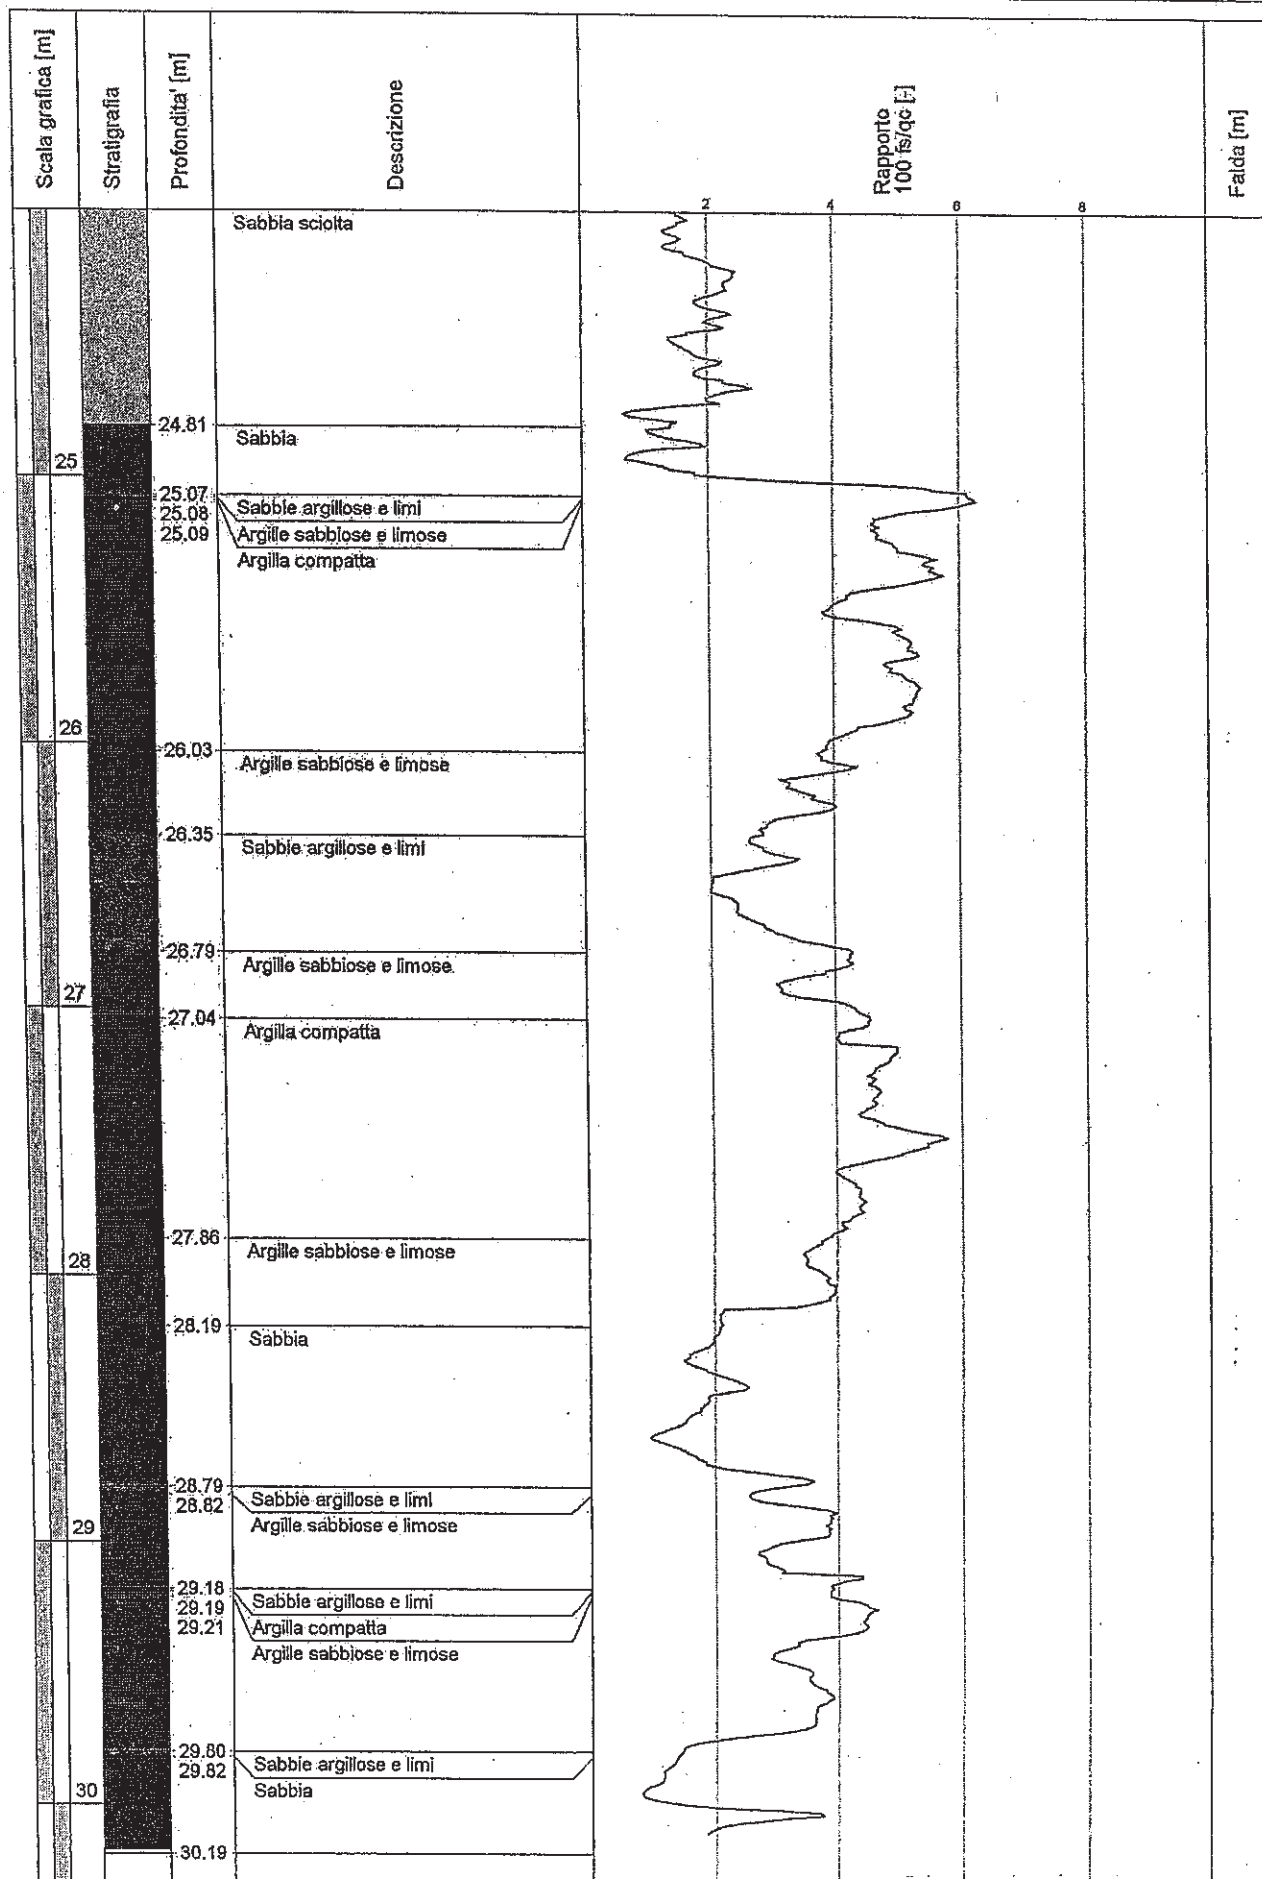 Scala grafica [m]
Stratigrafia
Profondita' [m]
Descrizione
Rapporto
100 fs/qc [-]
Falda [m]
2
4
6
8
Sabbia sciolta
24.81
Sabbia
25
25.07
Sabbie argillose e limi
25.08
Argille sabbiose e limose
25.09
Argilla compatta
26
26.03
Argille sabbiose e limose
26.35
Sabbie argillose e limi
26.79
Argille sabbiose e limose
27
27.04
Argilla compatta
27.86
Argille sabbiose e limose
28
28.19
Sabbia
28.79
Sabbie argillose e limi
28.82
Argille sabbiose e limose
29
29.18
Sabbie argillose e limi
29.19
Argilla compatta
29.21
Argille sabbiose e limose
29.80
Sabbie argillose e limi
29.82
Sabbia
30
30.19